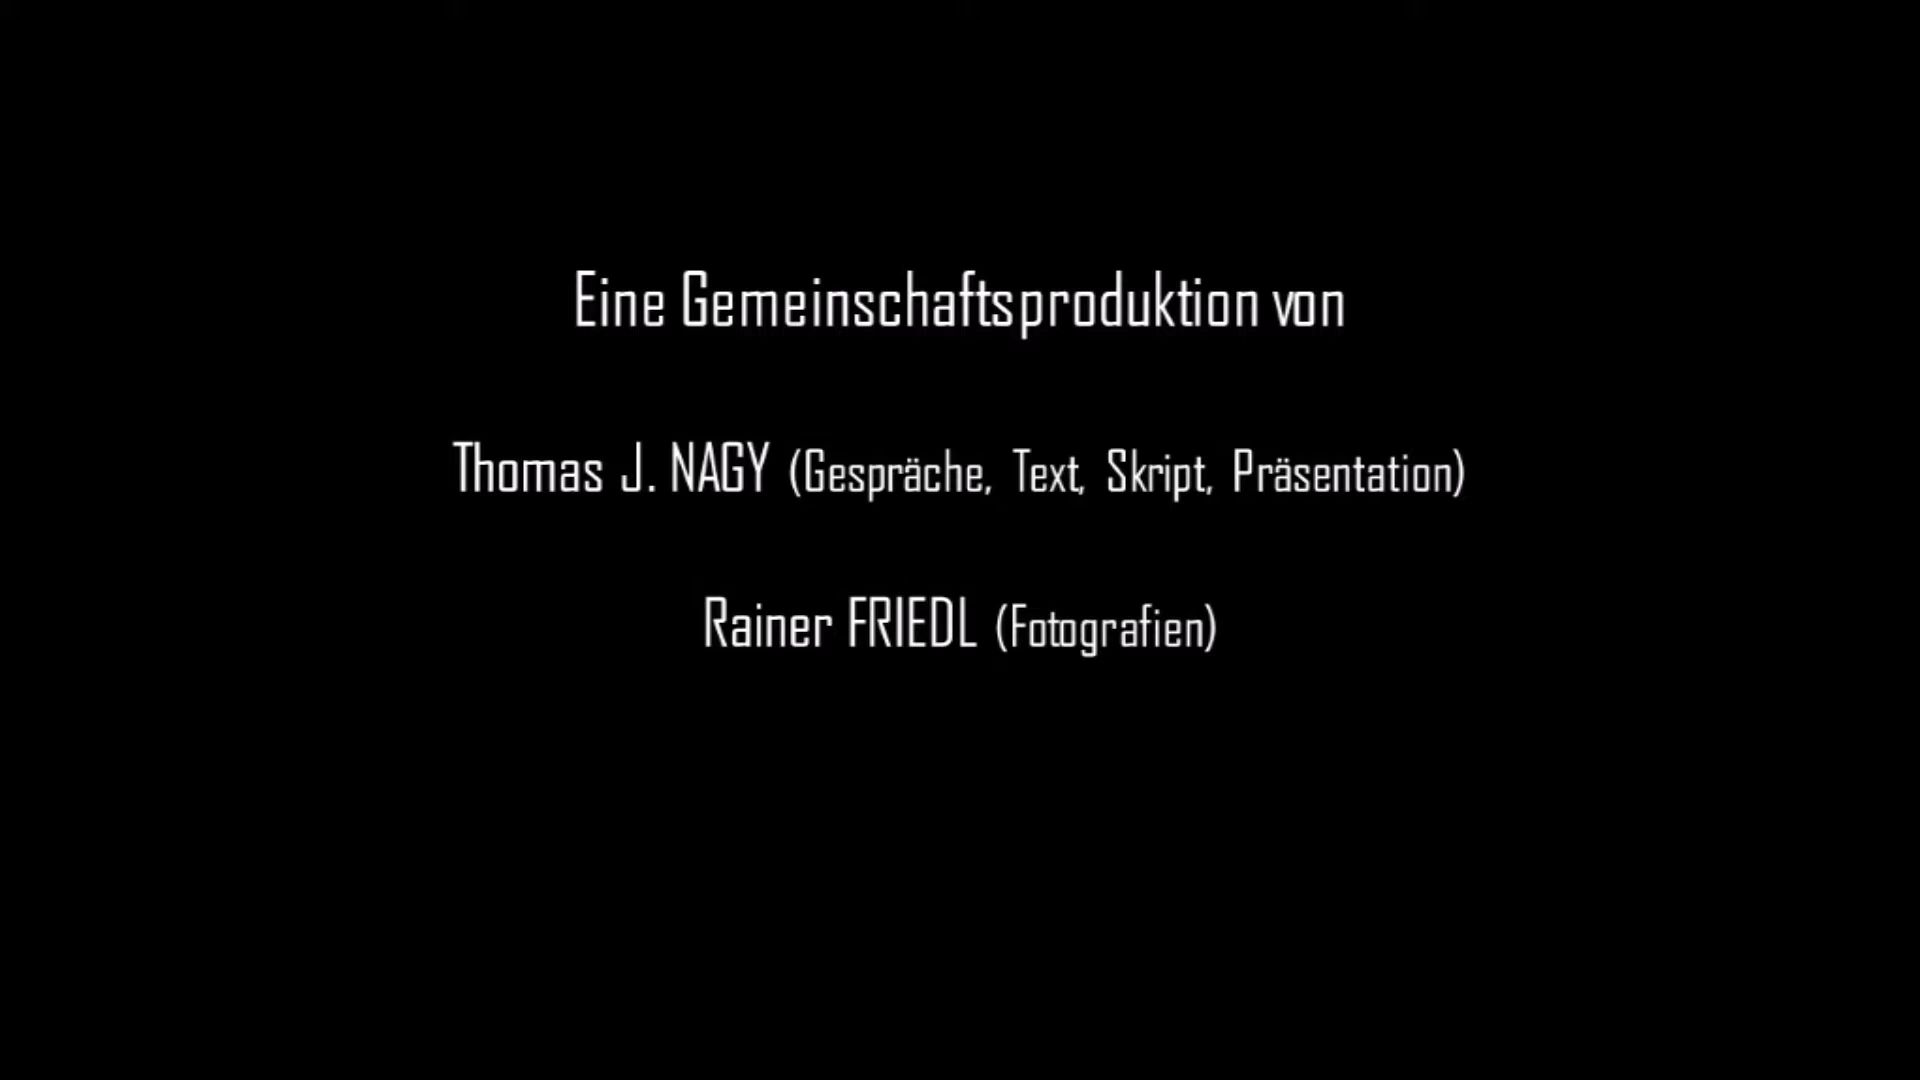 Eine Gemeinschaftsproduktion von
Thomas J. NAGY (Gespräche, Text, Skript, Präsentation)
Rainer FRIEDL (Fotografien)